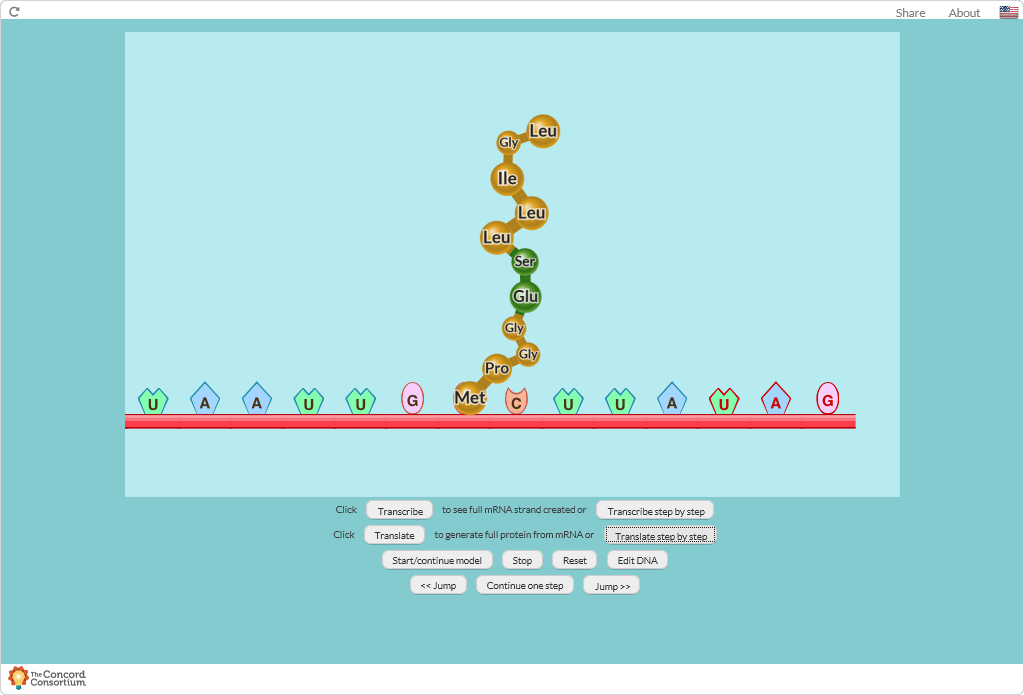 Share About
Leu
Gly
Ile
Leu
Leu
Ser
Glu
Gly
Gly
Pro
Met
U A A U U G C U U A U A G
Click Transcribe to see full mRNA strand created or Transcribe step by step
Click Translate to generate full protein from mRNA or Translate step by step
Start/continue model Stop Reset Edit DNA
<< Jump Continue one step Jump >>
The Concord
Consortium